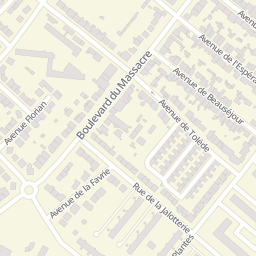 Avenue de l'Espéra
Boulevard du Massacre
Avenue de Beauséjour
Avenue Florian
Avenue de Tolède
Avenue de la Favrie
Rue de la Jalotterie
plantes